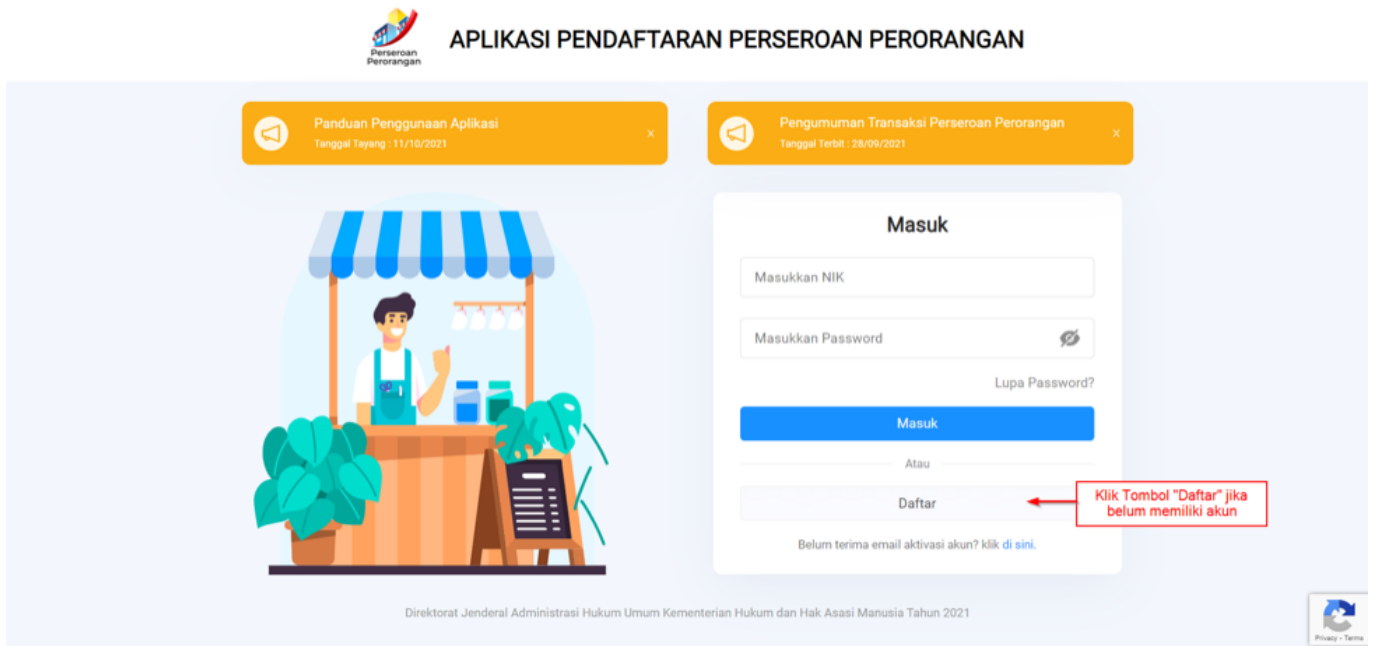 Perseroan
Perorangan
APLIKASI PENDAFTARAN PERSEROAN PERORANGAN
Panduan Penggunaan Aplikasi
Tanggal Tayang : 11/10/2021
x
Pengumuman Transaksi Perseroan Perorangan
Tanggal Terbit : 28/09/2021
x
Masuk
Masukkan NIK
Masukkan Password
Lupa Password?
Masuk
Atau
Daftar
Klik Tombol "Daftar" jika
belum memiliki akun
Belum terima email aktivasi akun? klik di sini.
Direktorat Jenderal Administrasi Hukum Umum Kementerian Hukum dan Hak Asasi Manusia Tahun 2021
Privacy - Terms